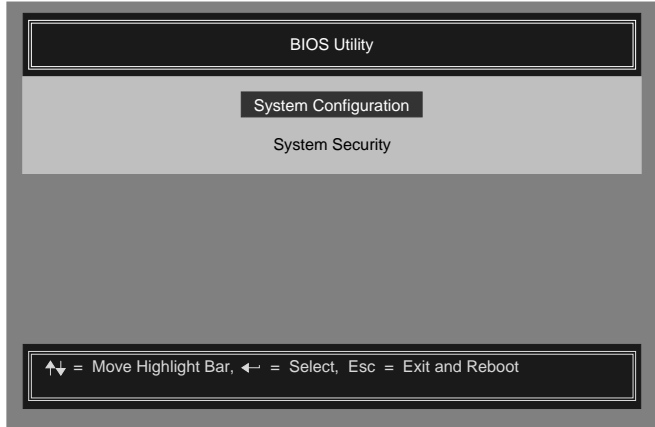 BIOS Utility
System Configuration
System Security
↑↓ = Move Highlight Bar, ↵ = Select, Esc = Exit and Reboot